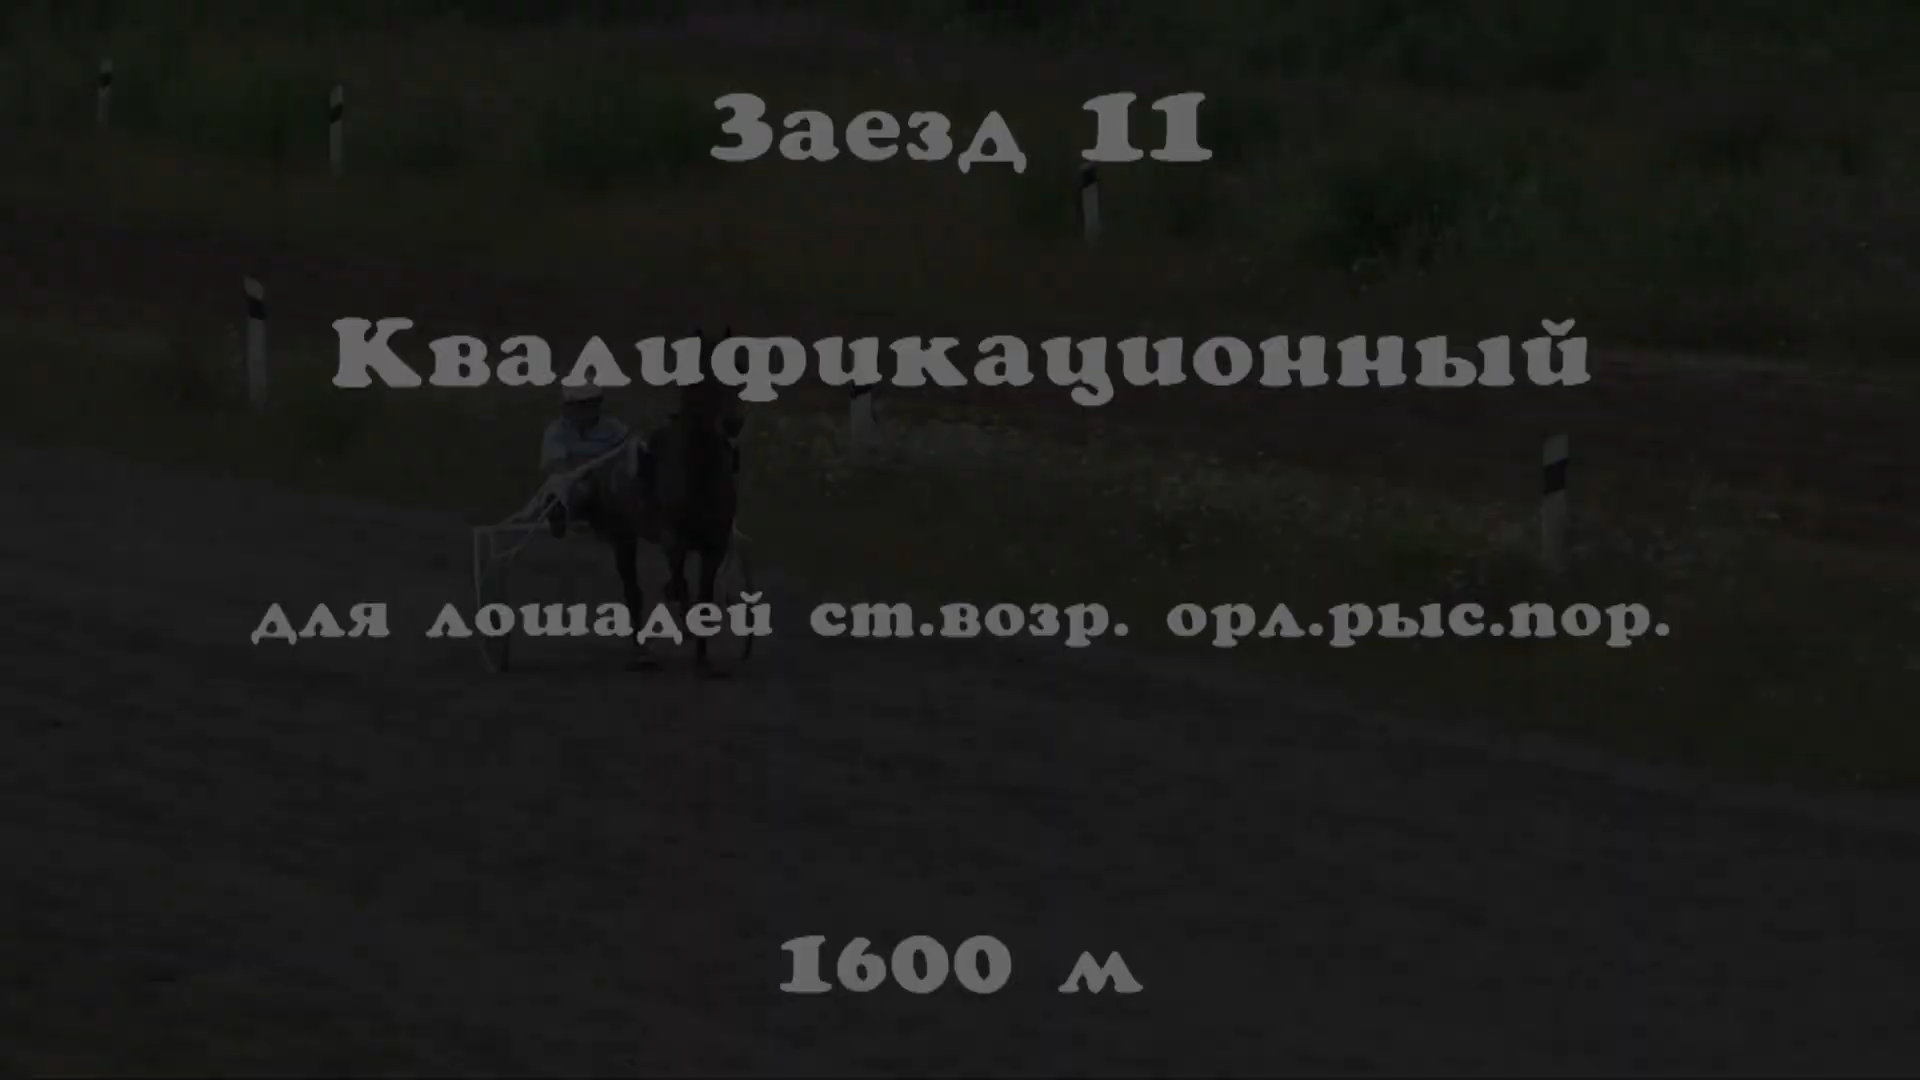 Заезд 11
Квалификационный
для лошадей ст.возр. орл.рыс.пор.
1600 м